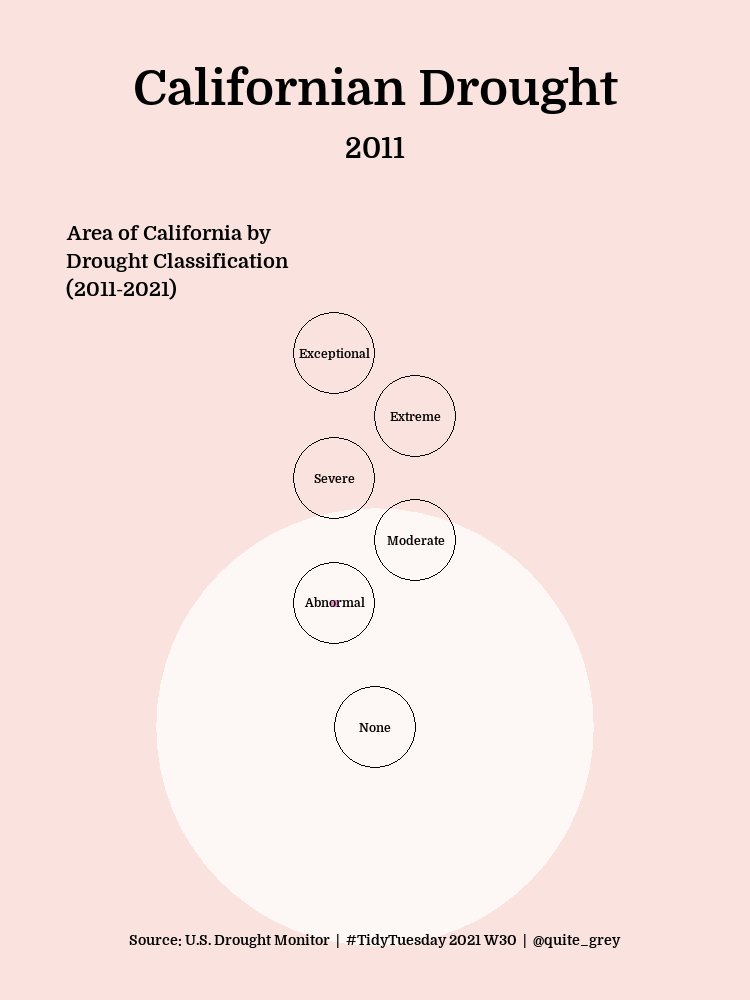 Californian Drought
2011
Area of California by
Drought Classification
(2011-2021)
Exceptional
Extreme
Severe
Moderate
Abnormal
None
Source: U.S. Drought Monitor | #TidyTuesday 2021 W30 | @quite_grey